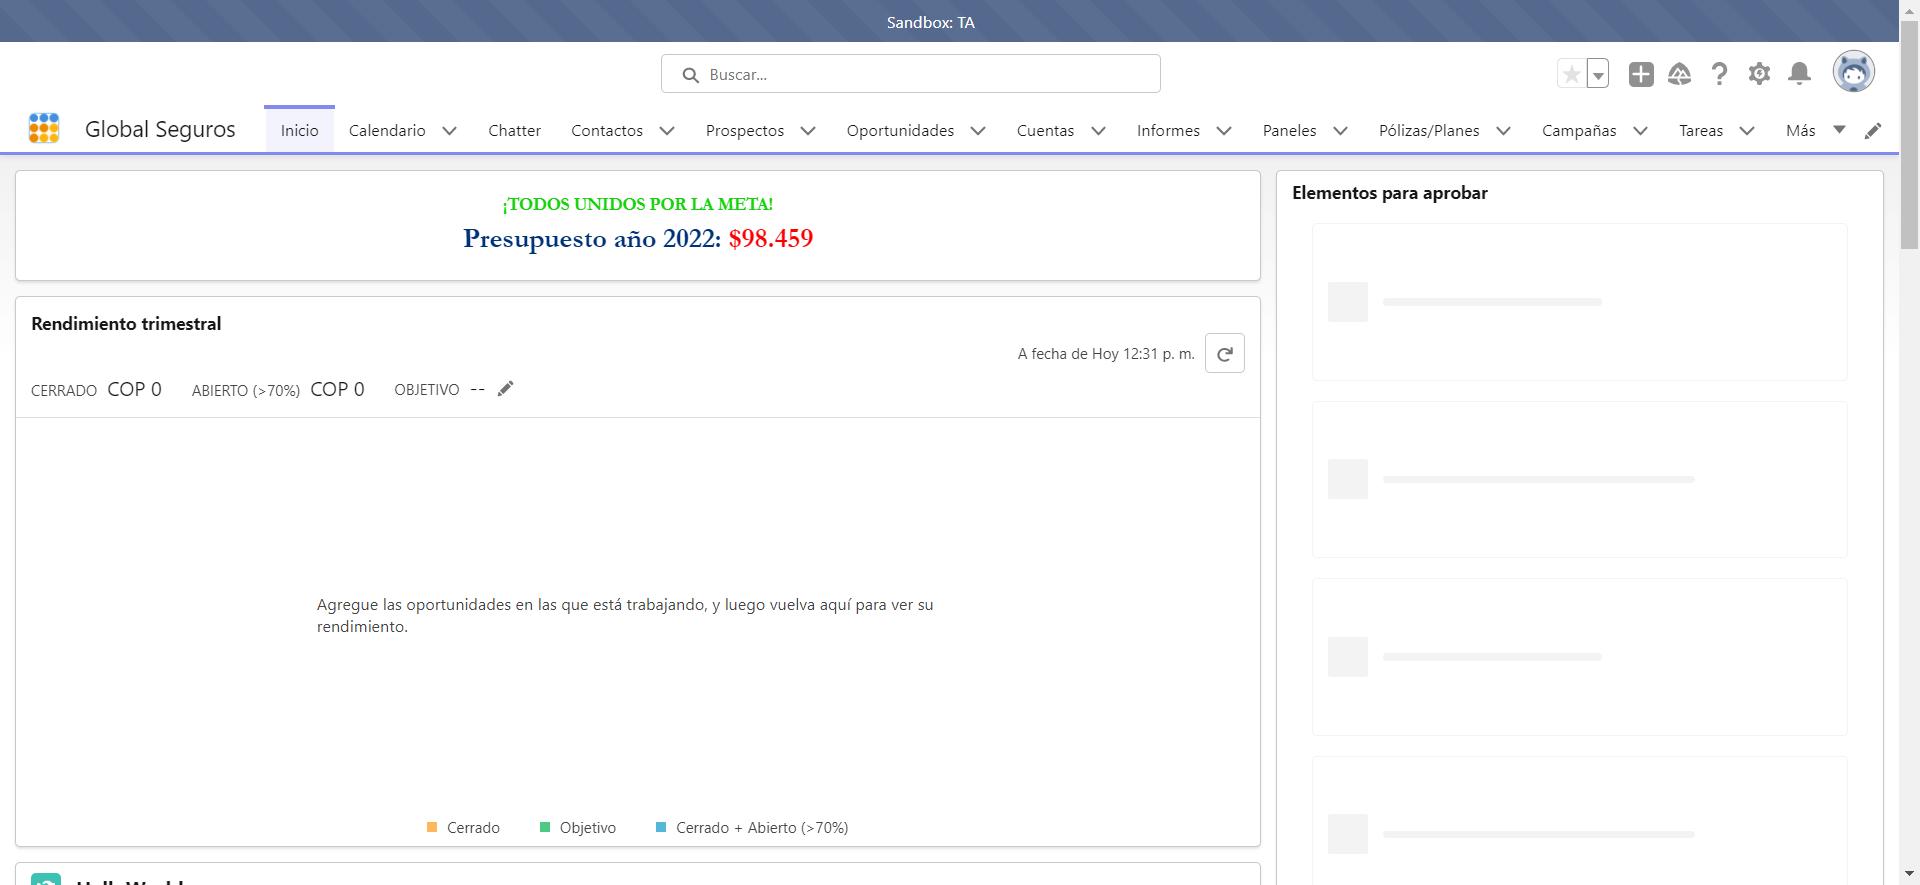 Sandbox: TA
Buscar...
Global Seguros
Inicio
Calendario
Chatter
Contactos
Prospectos
Oportunidades
Cuentas
Informes
Paneles
Pólizas/Planes
Campañas
Tareas
Más
¡TODOS UNIDOS POR LA META!
Presupuesto año 2022: $98.459
Elementos para aprobar
Rendimiento trimestral
A fecha de Hoy 12:31 p. m.
CERRADO COP 0 ABIERTO (>70%) COP 0 OBJETIVO --
Agregue las oportunidades en las que está trabajando, y luego vuelva aquí para ver su
rendimiento.
Cerrado
Objetivo
Cerrado + Abierto (>70%)